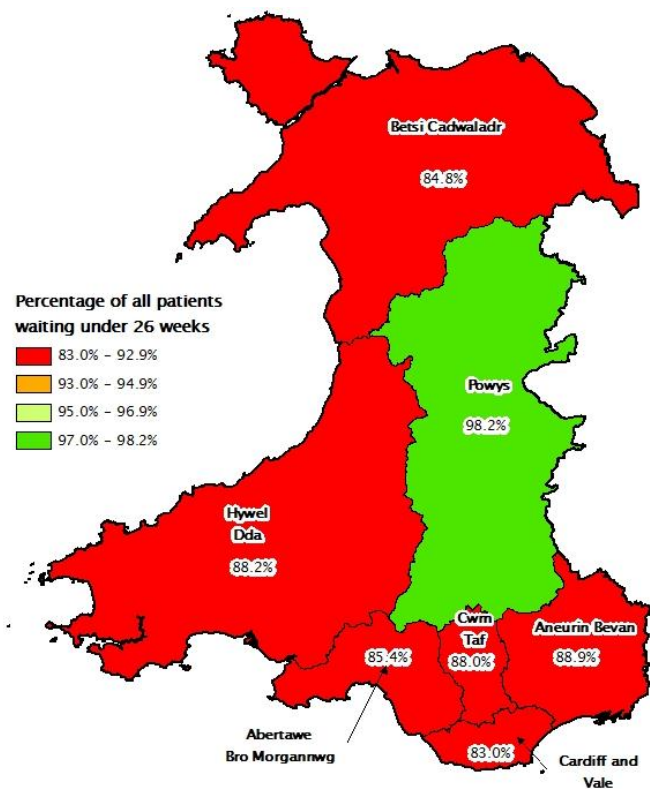 Betsi Cadwaladr
84.8%
Percentage of all patients
waiting under 26 weeks
83.0% - 92.9%
93.0% - 94.9%
95.0% - 96.9%
97.0% - 98.2%
Powys
98.2%
Hywel
Dda
88.2%
Cwm
Taf
88.0%
Aneurin Bevan
88.9%
85.4%
Abertawe
Bro Morgannwg
83.0%
Cardiff and
Vale